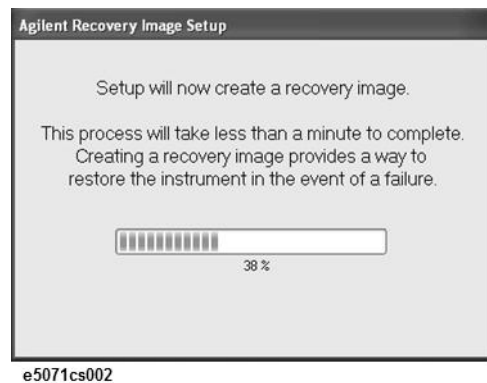 Agilent Recovery Image Setup
Setup will now create a recovery image.
This process will take less than a minute to complete.
Creating a recovery image provides a way to
restore the instrument in the event of a failure.
38 %
e5071cs002